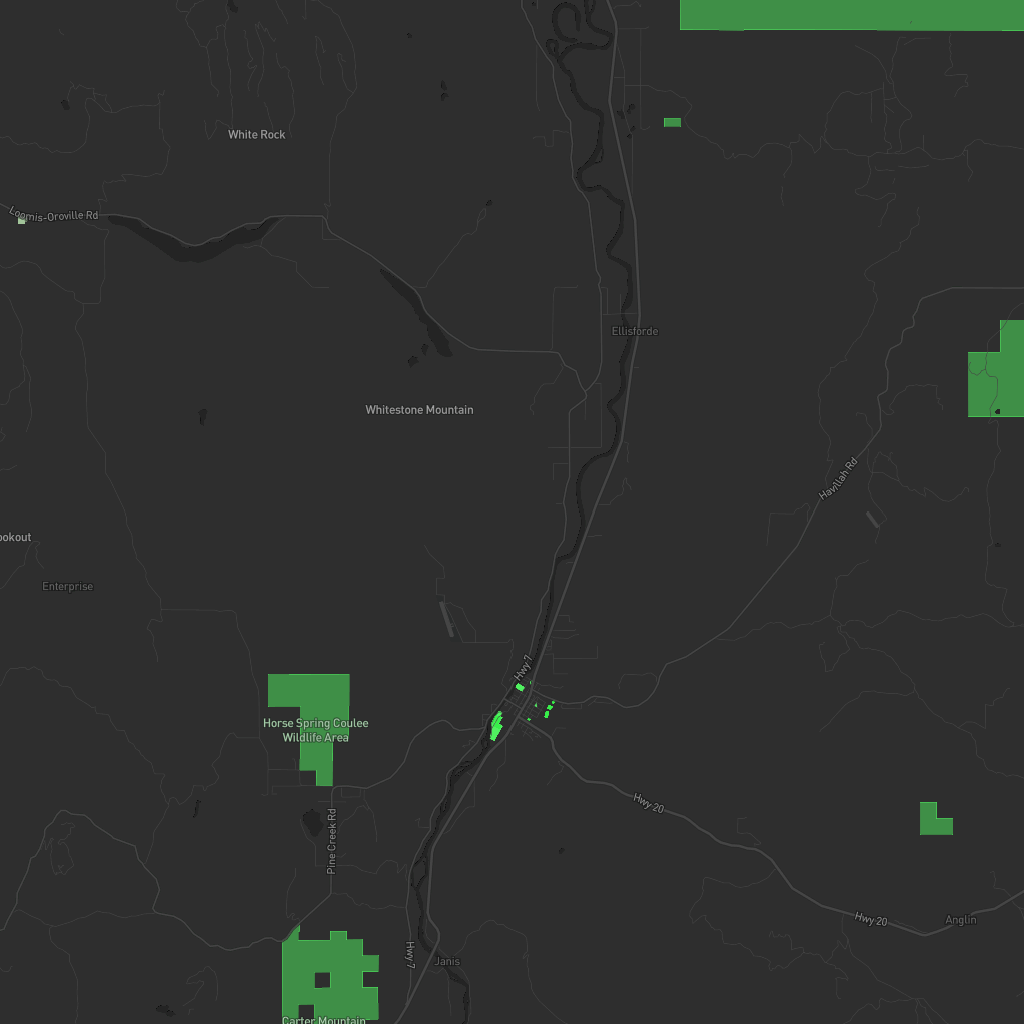 White Rock
Loomis-Oroville Rd
Ellisforde
Whitestone Mountain
Havillah Rd
ookout
Enterprise
Hwy 7
Horse Spring Coulee
Wildlife Area
Hwy 20
Pine Creek Rd
Hwy 20
Anglin
Hwy 7
Janis
Carter Mountain